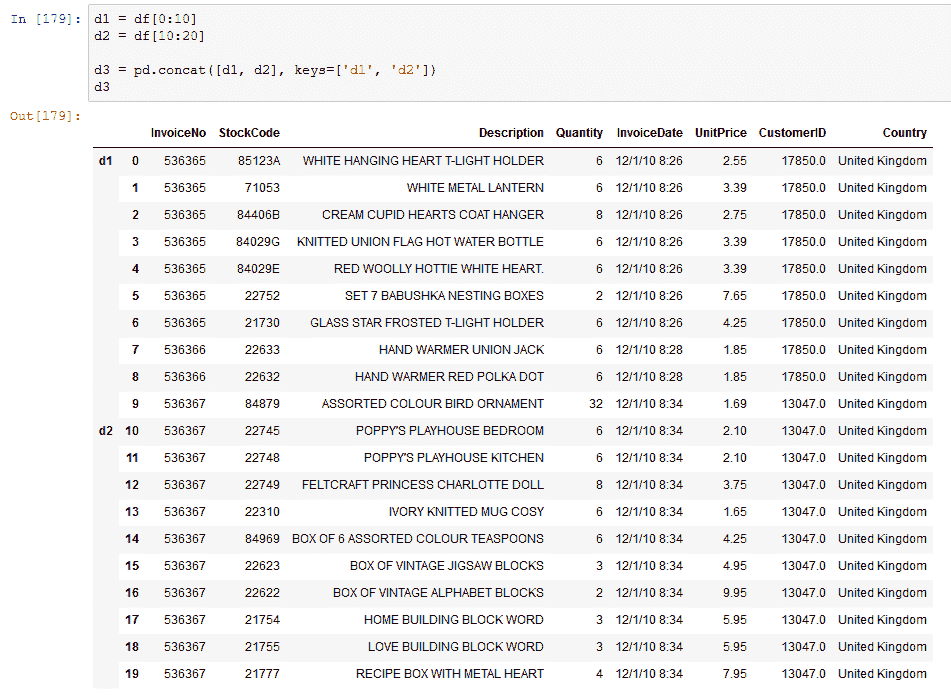 In [179]: d1 = df[0:10]
d2 = df[10:20]
d3 = pd.concat([d1, d2], keys=['d1', 'd2'])
d3
Out[179]:
InvoiceNo StockCode Description Quantity InvoiceDate UnitPrice CustomerID Country
d1 0 536365 85123A WHITE HANGING HEART T-LIGHT HOLDER 6 12/1/10 8:26 2.55 17850.0 United Kingdom
1 536365 71053 WHITE METAL LANTERN 6 12/1/10 8:26 3.39 17850.0 United Kingdom
2 536365 84406B CREAM CUPID HEARTS COAT HANGER 8 12/1/10 8:26 2.75 17850.0 United Kingdom
3 536365 84029G KNITTED UNION FLAG HOT WATER BOTTLE 6 12/1/10 8:26 3.39 17850.0 United Kingdom
4 536365 84029E RED WOOLLY HOTTIE WHITE HEART. 6 12/1/10 8:26 3.39 17850.0 United Kingdom
5 536365 22752 SET 7 BABUSHKA NESTING BOXES 2 12/1/10 8:26 7.65 17850.0 United Kingdom
6 536365 21730 GLASS STAR FROSTED T-LIGHT HOLDER 6 12/1/10 8:26 4.25 17850.0 United Kingdom
7 536366 22633 HAND WARMER UNION JACK 6 12/1/10 8:28 1.85 17850.0 United Kingdom
8 536366 22632 HAND WARMER RED POLKA DOT 6 12/1/10 8:28 1.85 17850.0 United Kingdom
9 536367 84879 ASSORTED COLOUR BIRD ORNAMENT 32 12/1/10 8:34 1.69 13047.0 United Kingdom
d2 10 536367 22745 POPPY'S PLAYHOUSE BEDROOM 6 12/1/10 8:34 2.10 13047.0 United Kingdom
11 536367 22748 POPPY'S PLAYHOUSE KITCHEN 6 12/1/10 8:34 2.10 13047.0 United Kingdom
12 536367 22749 FELTCRAFT PRINCESS CHARLOTTE DOLL 8 12/1/10 8:34 3.75 13047.0 United Kingdom
13 536367 22310 IVORY KNITTED MUG COSY 6 12/1/10 8:34 1.65 13047.0 United Kingdom
14 536367 84969 BOX OF 6 ASSORTED COLOUR TEASPOONS 6 12/1/10 8:34 4.25 13047.0 United Kingdom
15 536367 22623 BOX OF VINTAGE JIGSAW BLOCKS 3 12/1/10 8:34 4.95 13047.0 United Kingdom
16 536367 22622 BOX OF VINTAGE ALPHABET BLOCKS 2 12/1/10 8:34 9.95 13047.0 United Kingdom
17 536367 21754 HOME BUILDING BLOCK WORD 3 12/1/10 8:34 5.95 13047.0 United Kingdom
18 536367 21755 LOVE BUILDING BLOCK WORD 3 12/1/10 8:34 5.95 13047.0 United Kingdom
19 536367 21777 RECIPE BOX WITH METAL HEART 4 12/1/10 8:34 7.95 13047.0 United Kingdom